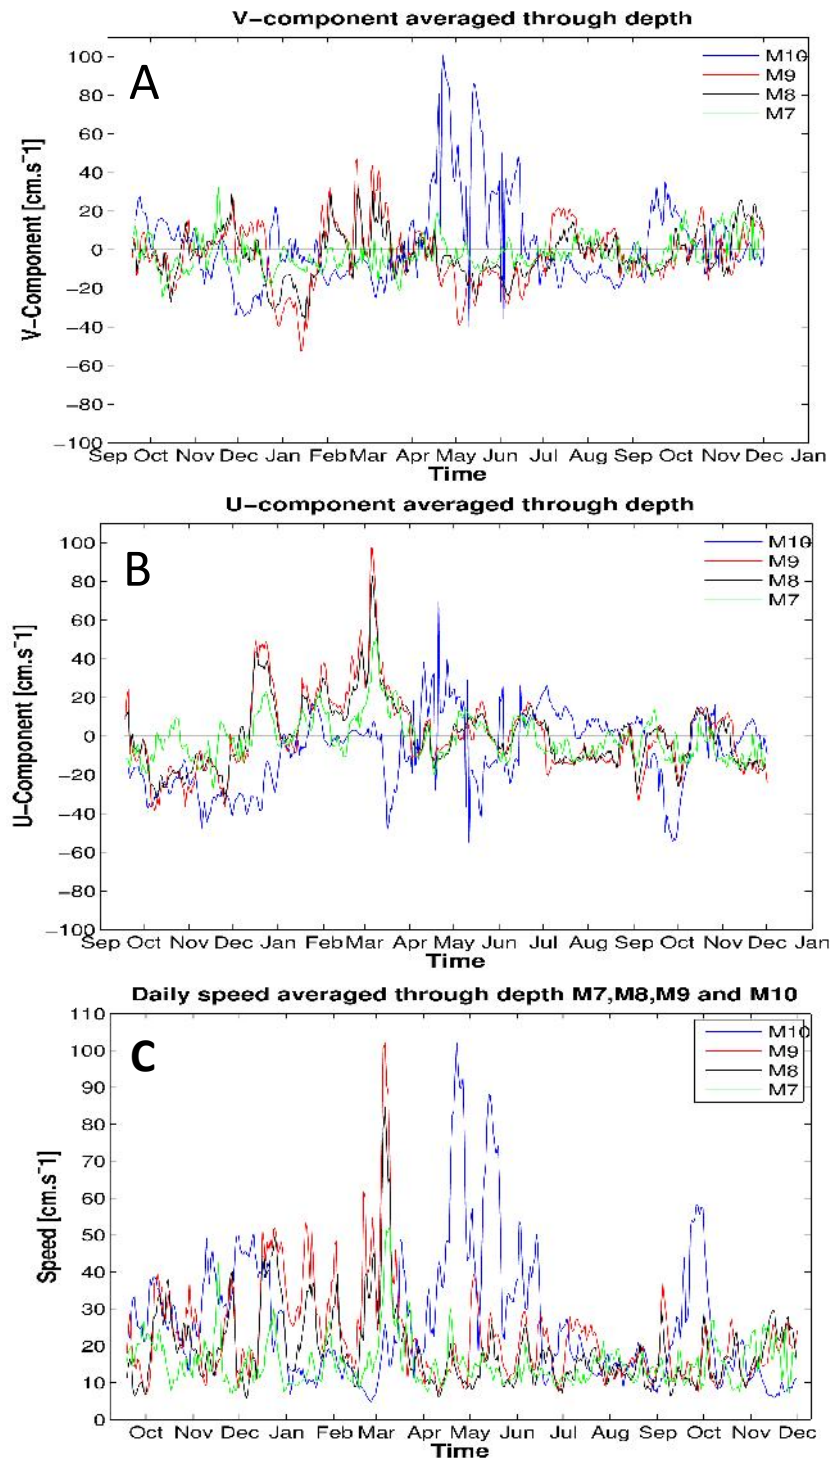 V-component averaged through depth
A
M10
M9
M8
M7
V-Component [cm.s⁻1]
100
80
60
40
20
0
-20
-40
-60
-80
-100
Sep Oct Nov Dec Jan Feb Mar Apr May Jun Jul Aug Sep Oct Nov Dec Jan
Time
U-component averaged through depth
B
M10
M9
M8
M7
U-Component [cm.s⁻1]
100
80
60
40
20
0
-20
-40
-60
-80
-100
Sep Oct Nov Dec Jan Feb Mar Apr May Jun Jul Aug Sep Oct Nov Dec Jan
Time
Daily speed averaged through depth M7,M8,M9 and M10
C
M10
M9
M8
M7
Speed [cm.s⁻1]
110
100
90
80
70
60
50
40
30
20
10
0
Oct Nov Dec Jan Feb Mar Apr May Jun Jul Aug Sep Oct Nov Dec
Time